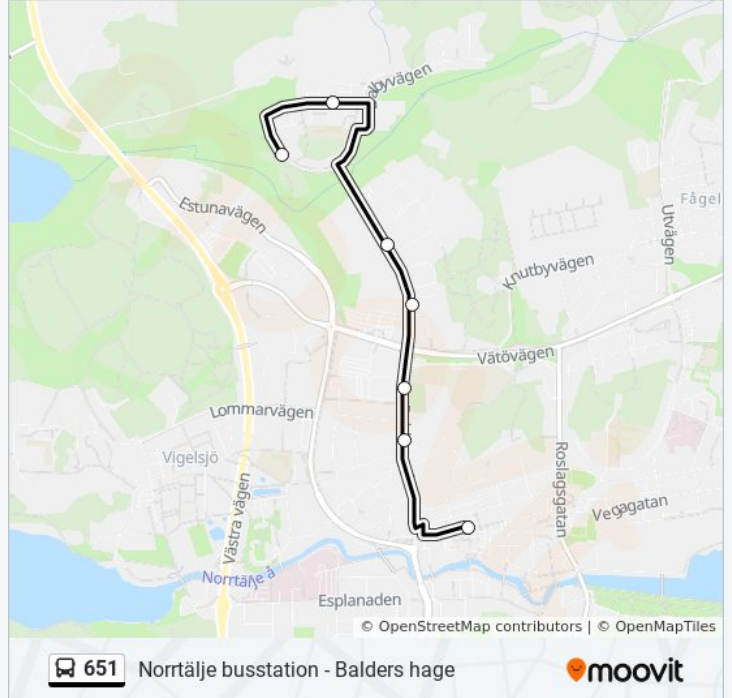 byvägen
Estunavägen
Fågel
Utvägen
Knutbyvägen
Vätövägen
Lommarvägen
Vigelsjö
Roslagsgatan
Vegagatan
Västra vägen
Norrtälje å
Esplanaden
© OpenStreetMap contributors | © OpenMapTiles
651 Norrtälje busstation - Balders hage moovit